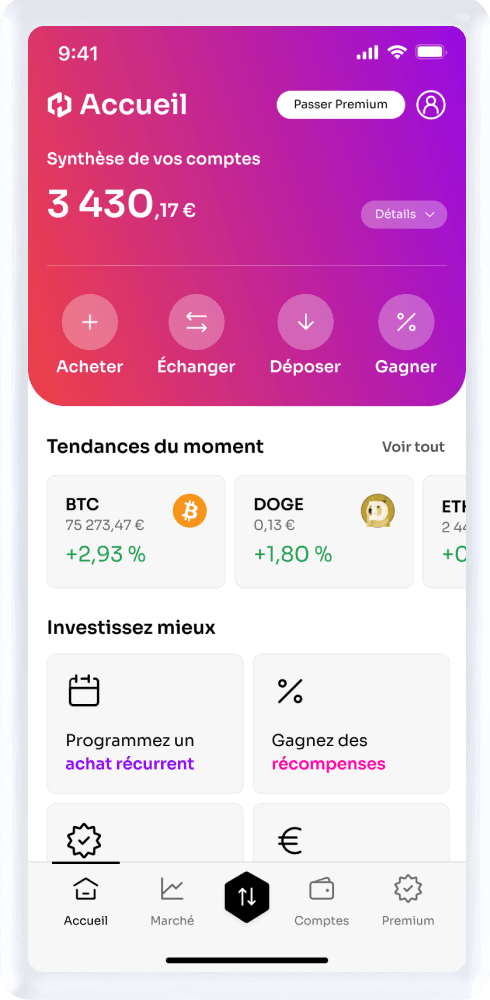 9:41
Accueil
Passer Premium
Synthèse de vos comptes
3 430,17 €
Détails
Acheter
Échanger
Déposer
Gagner
Tendances du moment
Voir tout
BTC
75 273,47 €
+2,93 %
DOGE
0,13 €
+1,80 %
ETH
2 44
+0
Investissez mieux
Programmez un
achat récurrent
Gagnez des
récompenses
Accueil
Marché
Comptes
Premium